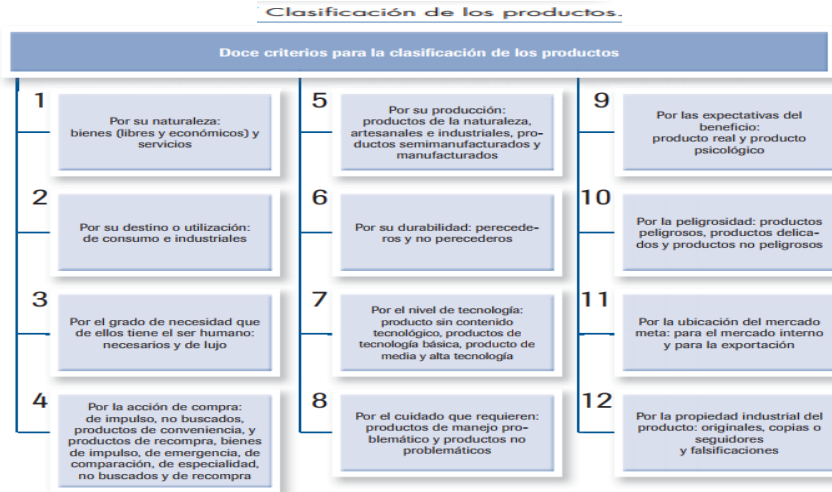 Clasificación de los productos.
Doce criterios para la clasificación de los productos
1
Por su naturaleza:
bienes (libres y económicos) y
servicios
2
Por su destino o utilización:
de consumo e industriales
3
Por el grado de necesidad que
de ellos tiene el ser humano:
necesarios y de lujo
4
Por la acción de compra:
de impulso, no buscados,
productos de conveniencia, y
productos de recompra, bienes
de impulso, de emergencia, de
comparación, de especialidad,
no buscados y de recompra
5
Por su producción:
productos de la naturaleza,
artesanales e industriales, pro-
ductos semimanufacturados y
manufacturados
6
Por su durabilidad: perecede-
ros y no perecederos
7
Por el nivel de tecnología:
producto sin contenido
tecnológico, productos de
tecnología básica, producto de
media y alta tecnología
8
Por el cuidado que requieren:
productos de manejo pro-
blemático y productos no
problemáticos
9
Por las expectativas del
beneficio:
producto real y producto
psicológico
10
Por la peligrosidad: productos
peligrosos, productos delica-
dos y productos no peligrosos
11
Por la ubicación del mercado
meta: para el mercado interno
y para la exportación
12
Por la propiedad industrial del
producto: originales, copias o
seguidores
y falsificaciones